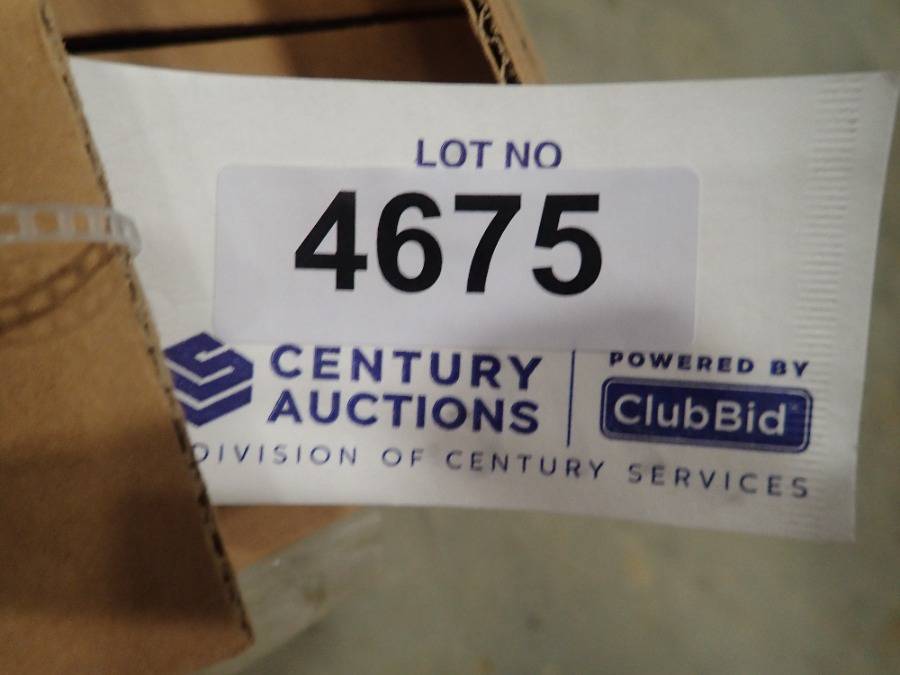 LOT NO
4675
CENTURY
AUCTIONS
POWERED BY
ClubBid
DIVISION OF CENTURY SERVICES